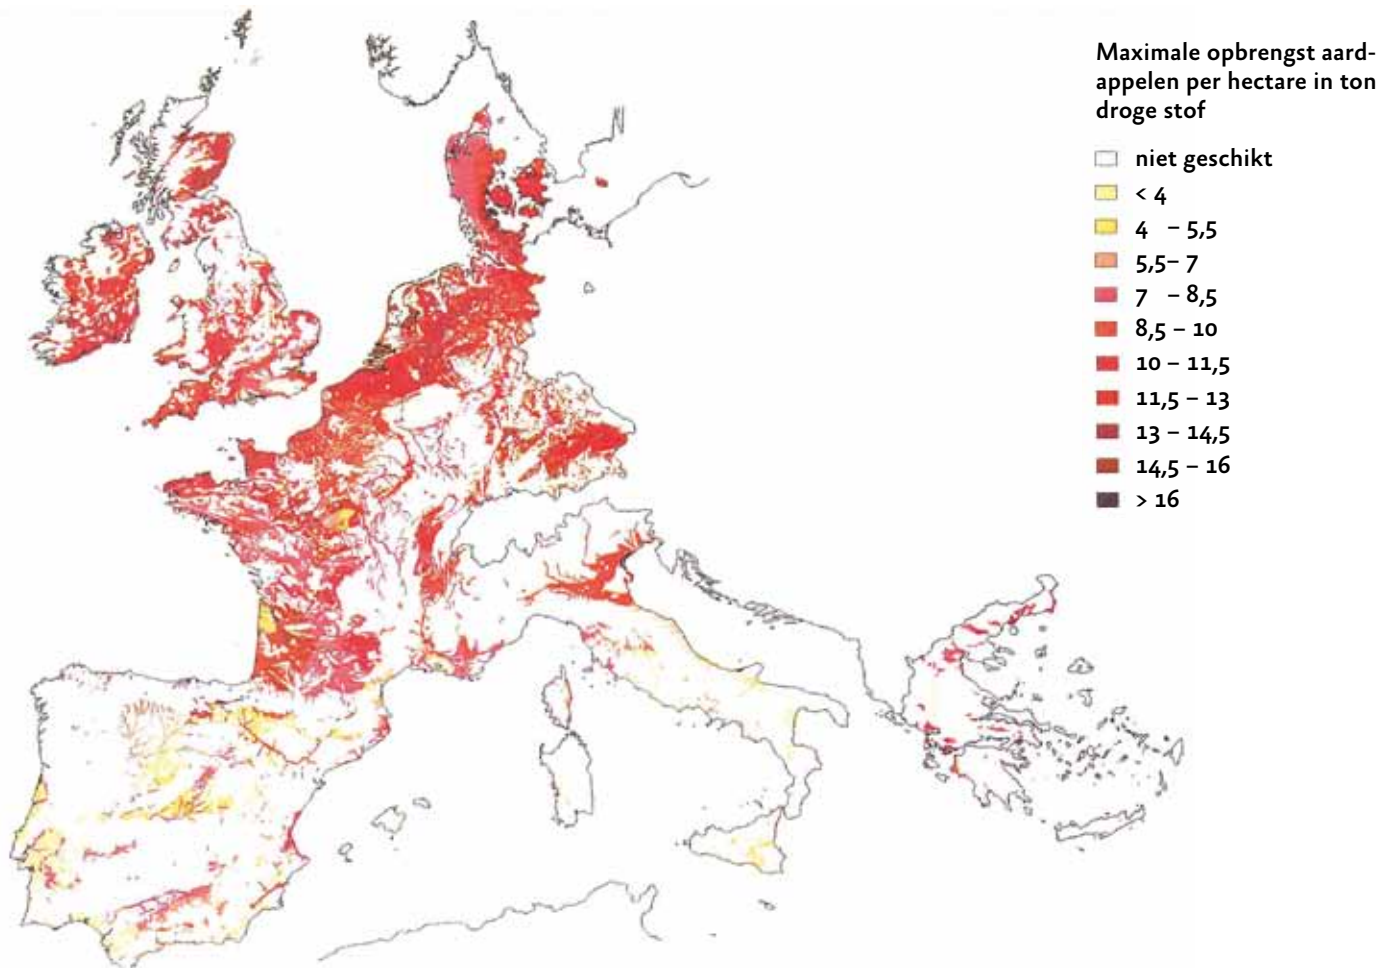 Maximale opbrengst aard-
appelen per hectare in ton
droge stof
niet geschikt
< 4
4 – 5,5
5,5– 7
7 – 8,5
8,5 – 10
10 – 11,5
11,5 – 13
13 – 14,5
14,5 – 16
> 16